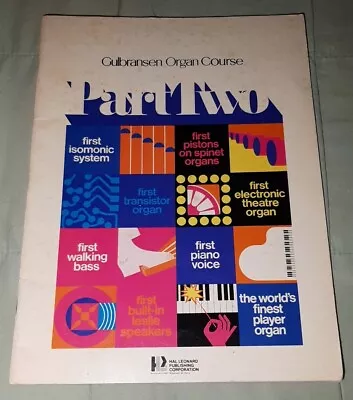 Gulbransen Organ Course
Part Two
first
isomonic
system
first
pistons
on spinet
organs
first
transistor
organ
first
electronic
theatre
organ
first
walking
bass
first
piano
voice
first
built-in
leslie
speakers
the world's
finest
player
organ
HAL LEONARD
PUBLISHING
CORPORATION